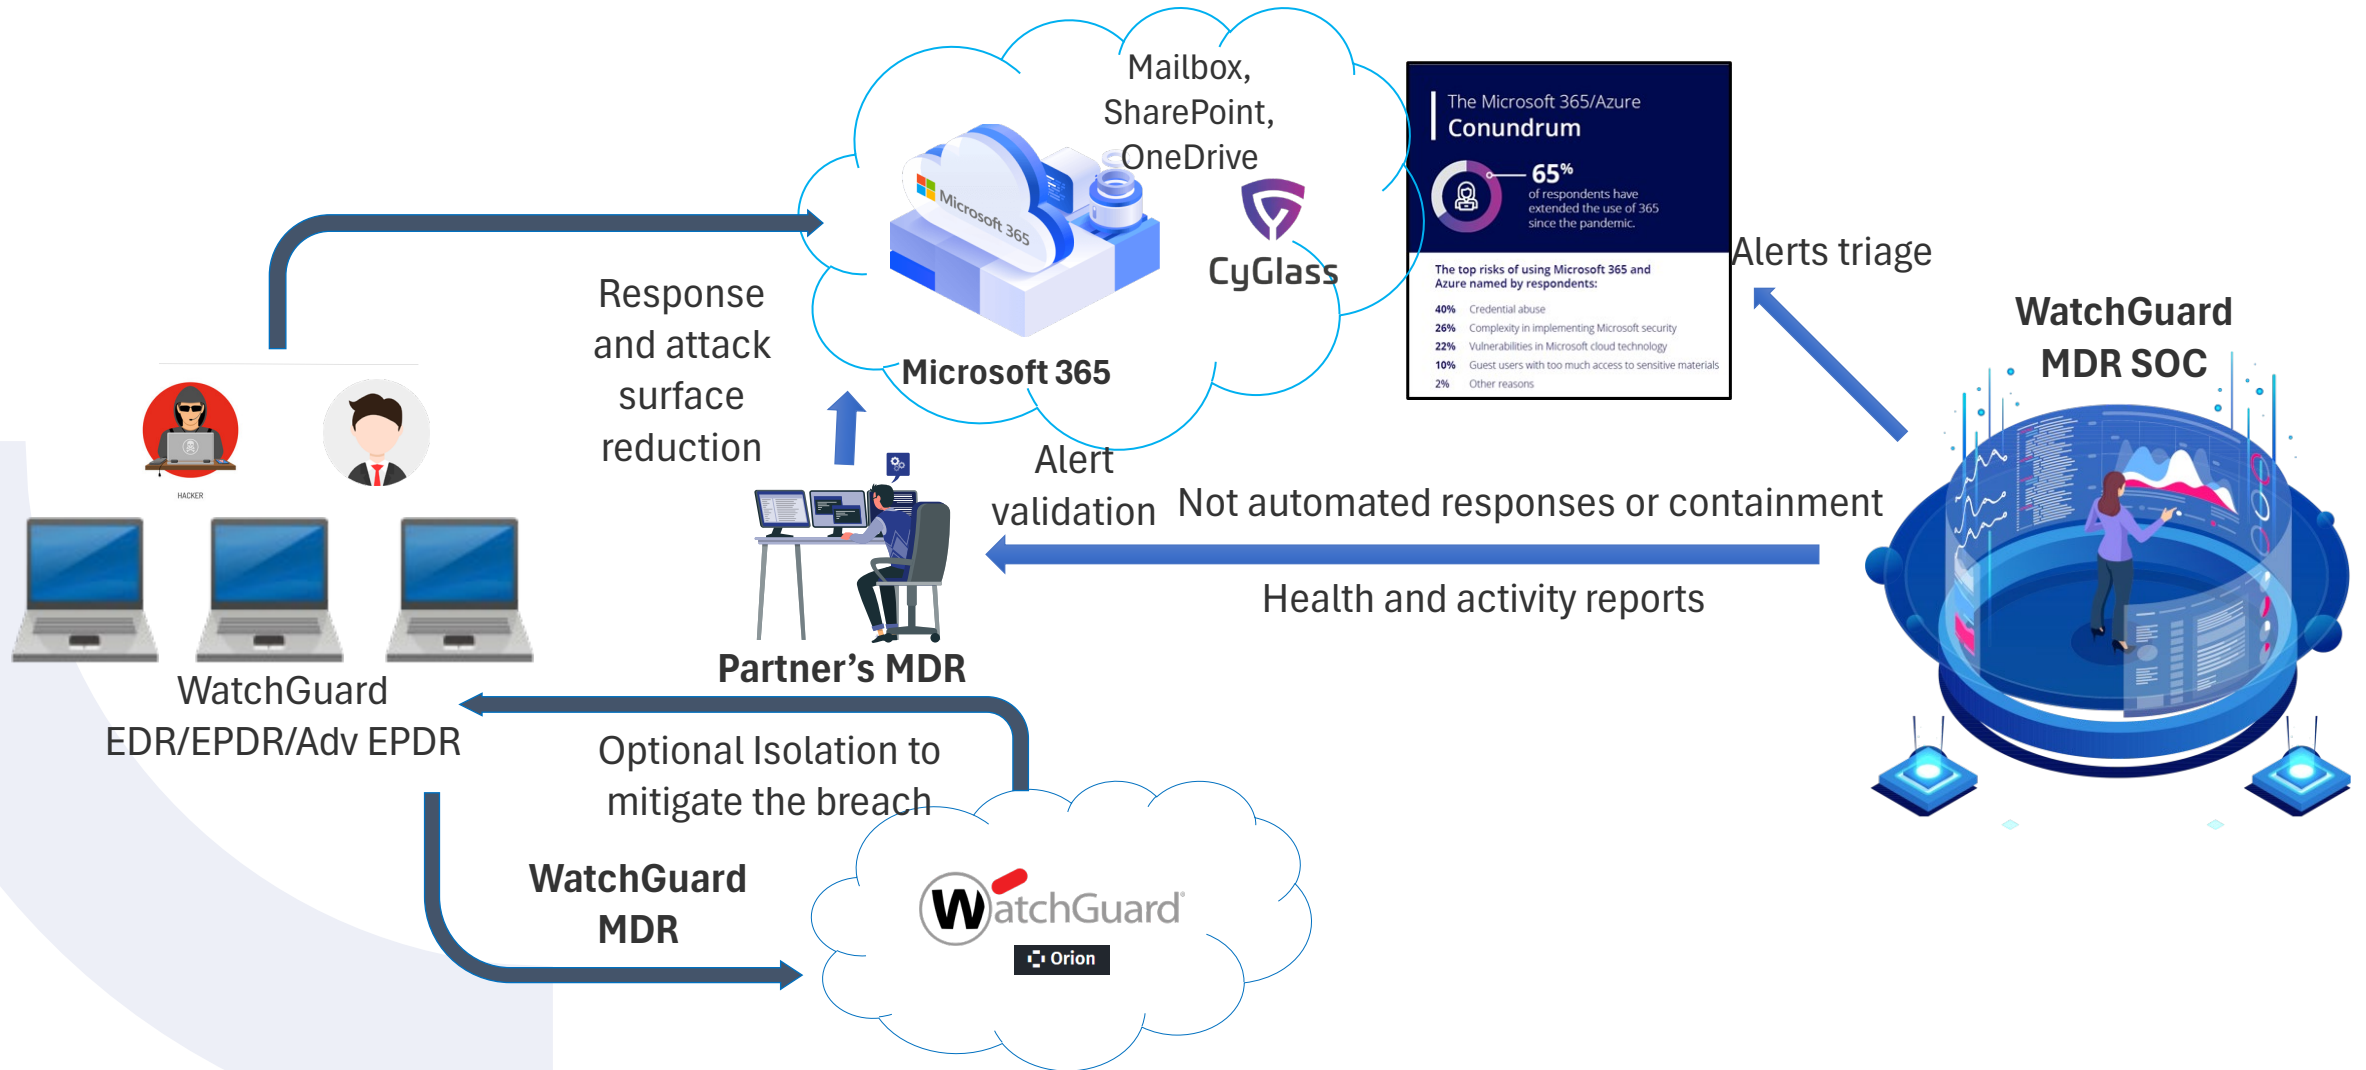 Mailbox,
SharePoint,
OneDrive
Microsoft 365
CyGlass
Microsoft 365
The Microsoft 365/Azure
Conundrum
65%
of respondents have
extended the use of 365
since the pandemic.
The top risks of using Microsoft 365 and
Azure named by respondents:
40% Credential abuse
26% Complexity in implementing Microsoft security
22% Vulnerabilities in Microsoft cloud technology
10% Guest users with too much access to sensitive materials
2% Other reasons
Alerts triage
WatchGuard
MDR SOC
Response
and attack
surface
reduction
HACKER
Alert
validation
Not automated responses or containment
Health and activity reports
Partner's MDR
WatchGuard
EDR/EPDR/Adv EPDR
Optional Isolation to
mitigate the breach
WatchGuard
MDR
WatchGuard
Orion